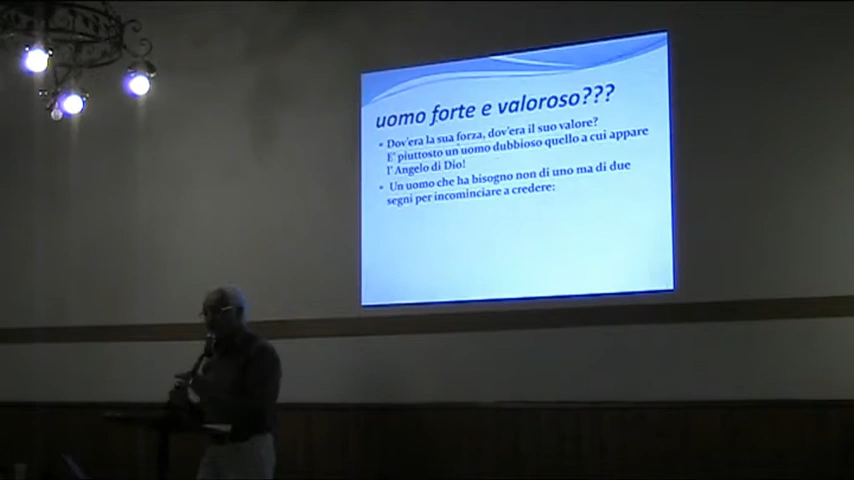 uomo forte e valoroso???
• Dov'era la sua forza, dov'era il suo valore?
E' piuttosto un uomo dubbioso quello a cui appare
l' Angelo di Dio!
• Un uomo che ha bisogno non di uno ma di due
segni per incominciare a credere: